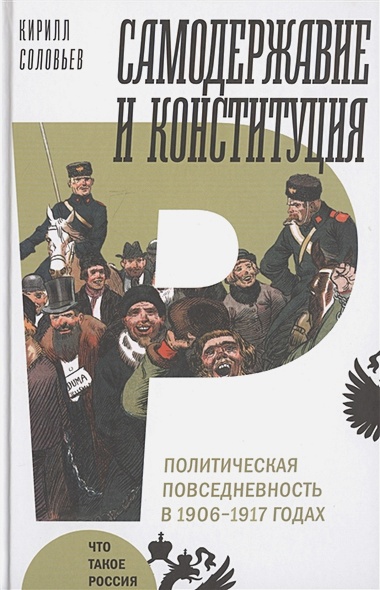 КИРИЛЛ
СОЛОВЬЕВ
САМОДЕРЖАВИЕ
И КОНСТИТУЦИЯ
Р
DUMA
ПОЛИТИЧЕСКАЯ
ПОВСЕДНЕВНОСТЬ
В 1906–1917 ГОДАХ
ЧТО
ТАКОЕ
РОССИЯ